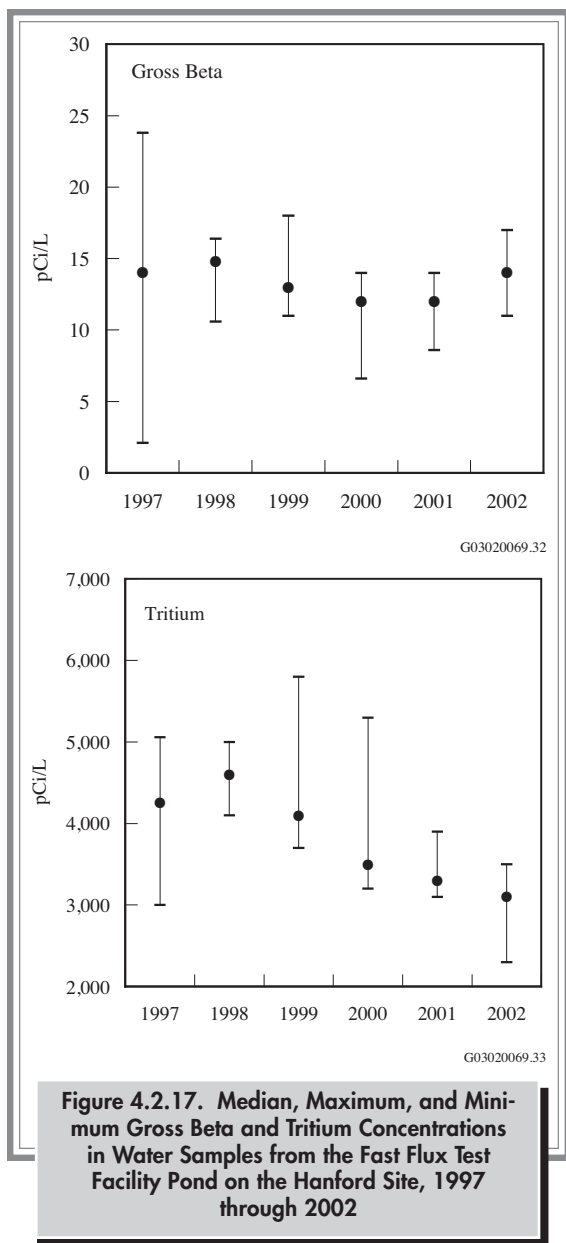 30
Gross Beta
25
20
pCi/L
15
10
5
0
1997 1998 1999 2000 2001 2002
G03020069.32
7,000
Tritium
6,000
5,000
pCi/L
4,000
3,000
2,000
1997 1998 1999 2000 2001 2002
G03020069.33
Figure 4.2.17. Median, Maximum, and Mini-
mum Gross Beta and Tritium Concentrations
in Water Samples from the Fast Flux Test
Facility Pond on the Hanford Site, 1997
through 2002